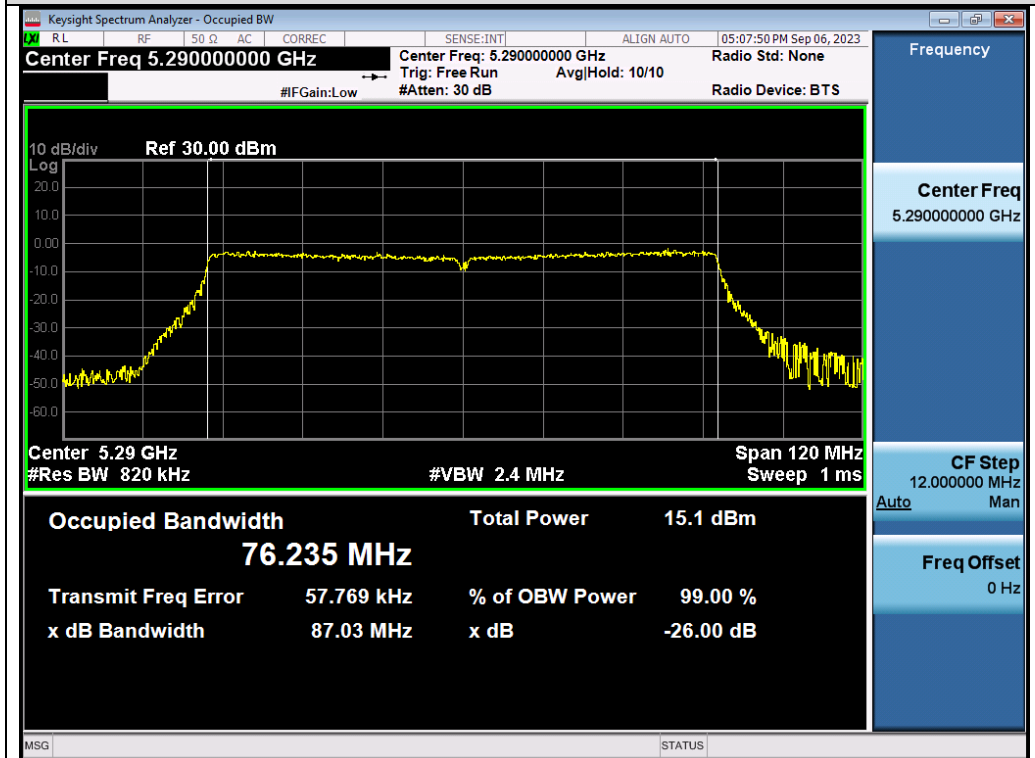 Keysight Spectrum Analyzer - Occupied BW
LXI RL RF 50 Ω AC CORREC SENSE:INT ALIGN AUTO 05:07:50 PM Sep 06, 2023
Center Freq 5.290000000 GHz
#IFGain:Low
Center Freq: 5.290000000 GHz
Trig: Free Run Avg|Hold: 10/10
#Atten: 30 dB
Radio Std: None
Radio Device: BTS
10 dB/div Ref 30.00 dBm
Log
20.0
10.0
0.00
-10.0
-20.0
-30.0
-40.0
-50.0
-60.0
Center 5.29 GHz Span 120 MHz
#Res BW 820 kHz #VBW 2.4 MHz Sweep 1 ms
Occupied Bandwidth Total Power 15.1 dBm
76.235 MHz
Transmit Freq Error 57.769 kHz % of OBW Power 99.00 %
x dB Bandwidth 87.03 MHz x dB -26.00 dB
MSG STATUS
Frequency
Center Freq
5.290000000 GHz
CF Step
12.000000 MHz
Auto Man
Freq Offset
0 Hz